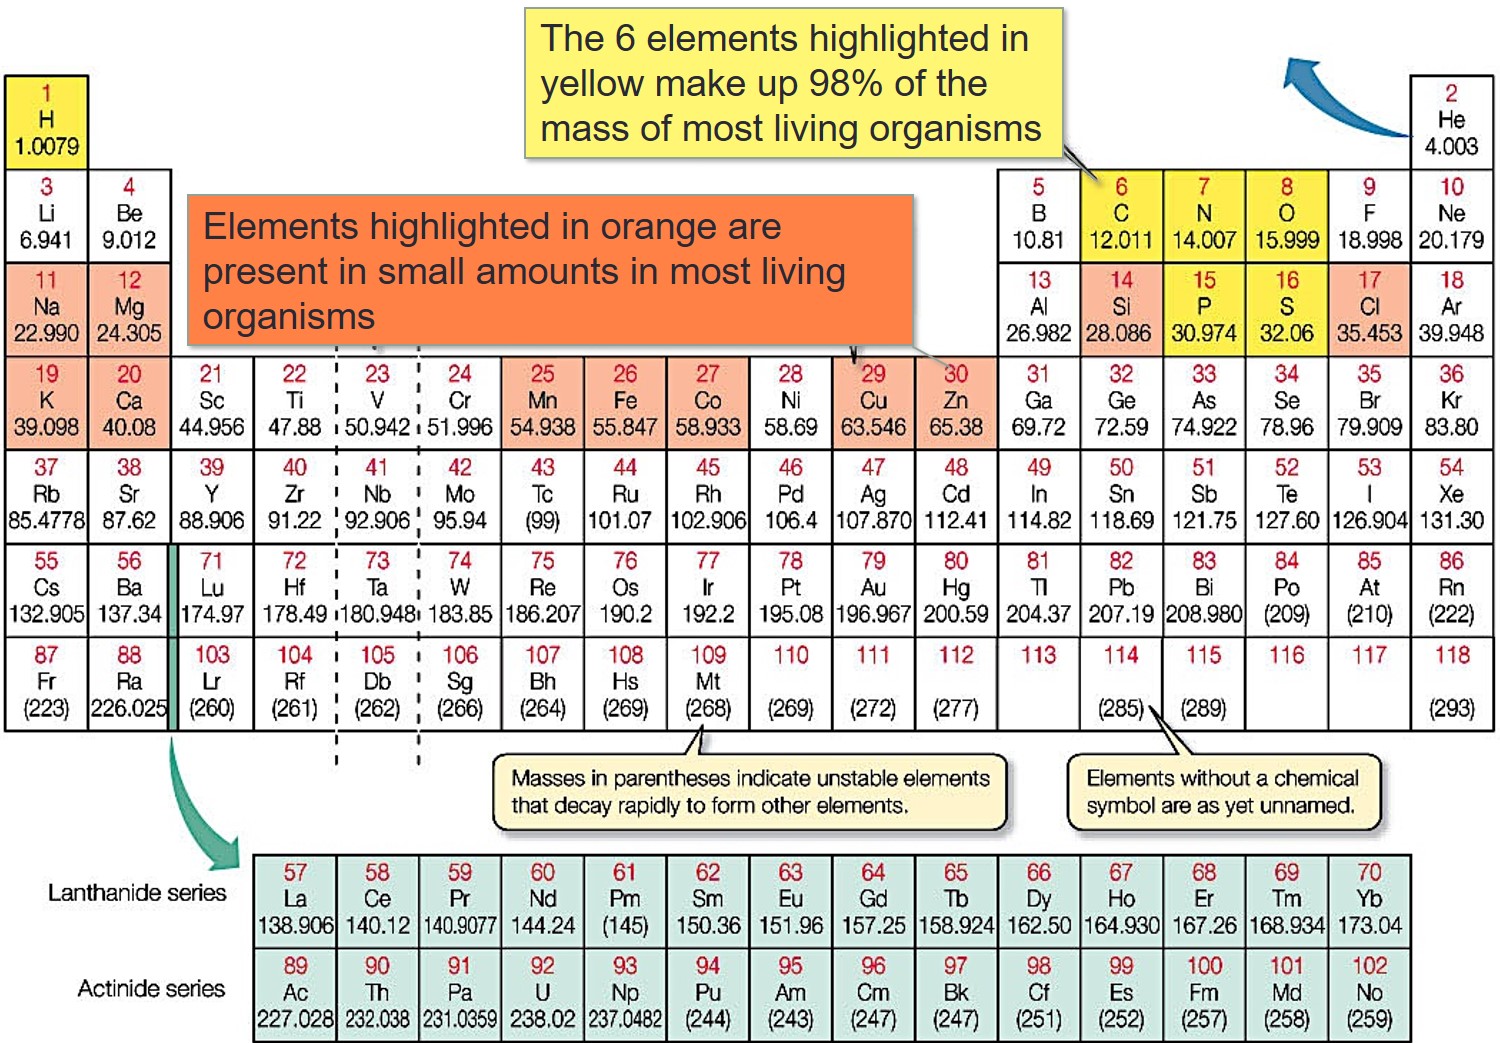 The 6 elements highlighted in
yellow make up 98% of the
mass of most living organisms
1
H
1.0079
2
He
4.003
Elements highlighted in orange are
present in small amounts in most living
organisms
3 4 5 6 7 8 9 10
Li Be B C N O F Ne
6.941 9.012 10.81 12.011 14.007 15.999 18.998 20.179
11 12 13 14 15 16 17 18
Na Mg Al Si P S Cl Ar
22.990 24.305 26.982 28.086 30.974 32.06 35.453 39.948
19 20 21 22 23 24 25 26 27 28 29 30 31 32 33 34 35 36
K Ca Sc Ti V Cr Mn Fe Co Ni Cu Zn Ga Ge As Se Br Kr
39.098 40.08 44.956 47.88 50.942 51.996 54.938 55.847 58.933 58.69 63.546 65.38 69.72 72.59 74.922 78.96 79.909 83.80
37 38 39 40 41 42 43 44 45 46 47 48 49 50 51 52 53 54
Rb Sr Y Zr Nb Mo Tc Ru Rh Pd Ag Cd In Sn Sb Te I Xe
85.4778 87.62 88.906 91.22 92.906 95.94 (99) 101.07 102.906 106.4 107.870 112.41 114.82 118.69 121.75 127.60 126.904 131.30
55 56 71 72 73 74 75 76 77 78 79 80 81 82 83 84 85 86
Cs Ba Lu Hf Ta W Re Os Ir Pt Au Hg Tl Pb Bi Po At Rn
132.905 137.34 174.97 178.49 180.948 183.85 186.207 190.2 192.2 195.08 196.967 200.59 204.37 207.19 208.980 (209) (210) (222)
87 88 103 104 105 106 107 108 109 110 111 112 113 114 115 116 117 118
Fr Ra Lr Rf Db Sg Bh Hs Mt
(223) 226.025 (260) (261) (262) (266) (264) (269) (268) (269) (272) (277) (285) (289) (293)
Masses in parentheses indicate unstable elements
that decay rapidly to form other elements.
Elements without a chemical
symbol are as yet unnamed.
Lanthanide series
57 58 59 60 61 62 63 64 65 66 67 68 69 70
La Ce Pr Nd Pm Sm Eu Gd Tb Dy Ho Er Tm Yb
138.906 140.12 140.9077 144.24 (145) 150.36 151.96 157.25 158.924 162.50 164.930 167.26 168.934 173.04
Actinide series
89 90 91 92 93 94 95 96 97 98 99 100 101 102
Ac Th Pa U Np Pu Am Cm Bk Cf Es Fm Md No
227.028 232.038 231.0359 238.02 237.0482 (244) (243) (247) (247) (251) (252) (257) (258) (259)